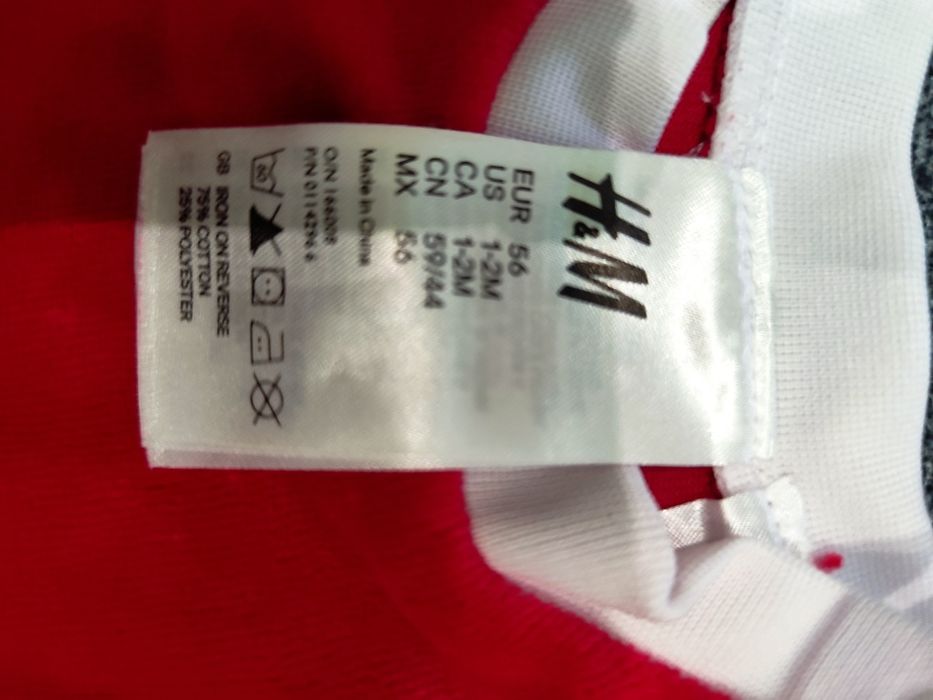 H&M
EUR 56
US 1-2M
CA 1-2M
CN 59/44
MX 56
Made in China
60
GB IRON ON REVERSE
75% COTTON
25% POLYESTER